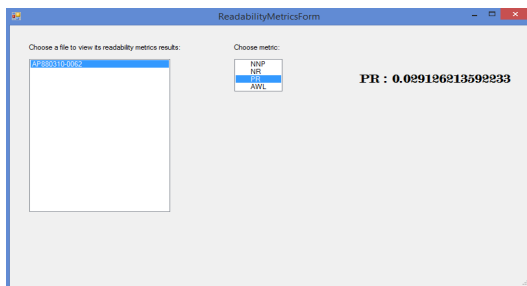 ReadabilityMetricsForm
Choose a file to view its readability metrics results:
AP880310-0062
Choose metric:
NNP
NR
PR
AWL
PR : 0.029126213592233